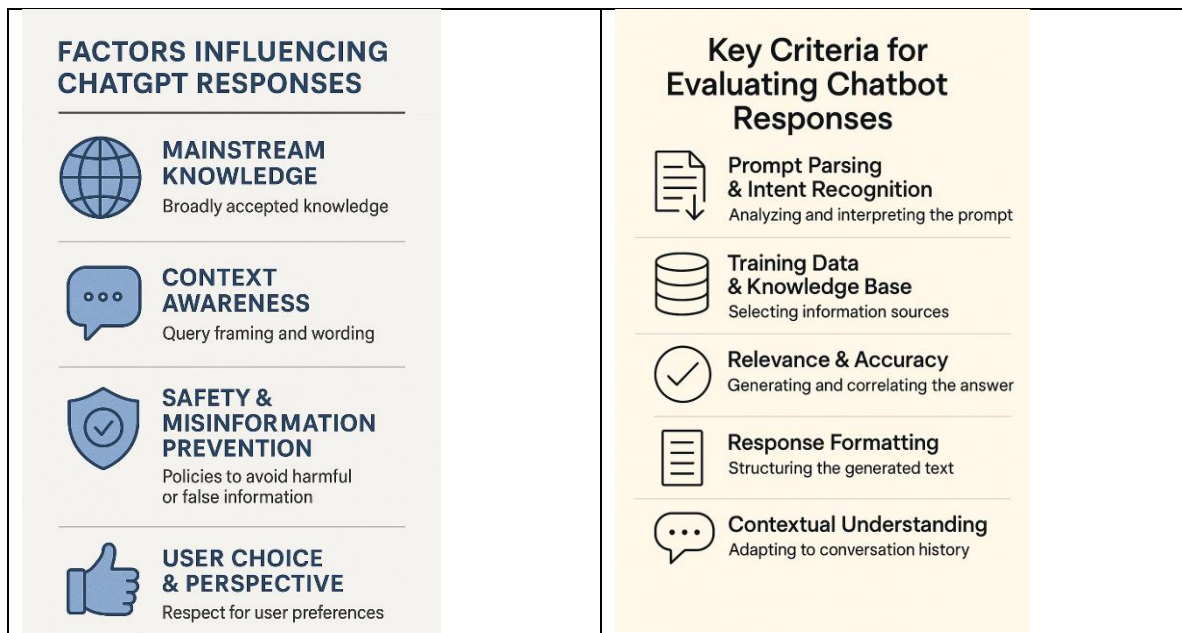 FACTORS INFLUENCING
CHATGPT RESPONSES
MAINSTREAM
KNOWLEDGE
Broadly accepted knowledge
CONTEXT
AWARENESS
Query framing and wording
SAFETY &
MISINFORMATION
PREVENTION
Policies to avoid harmful
or false information
USER CHOICE
& PERSPECTIVE
Respect for user preferences
Key Criteria for
Evaluating Chatbot
Responses
Prompt Parsing
& Intent Recognition
Analyzing and interpreting the prompt
Training Data
& Knowledge Base
Selecting information sources
Relevance & Accuracy
Generating and correlating the answer
Response Formatting
Structuring the generated text
Contextual Understanding
Adapting to conversation history